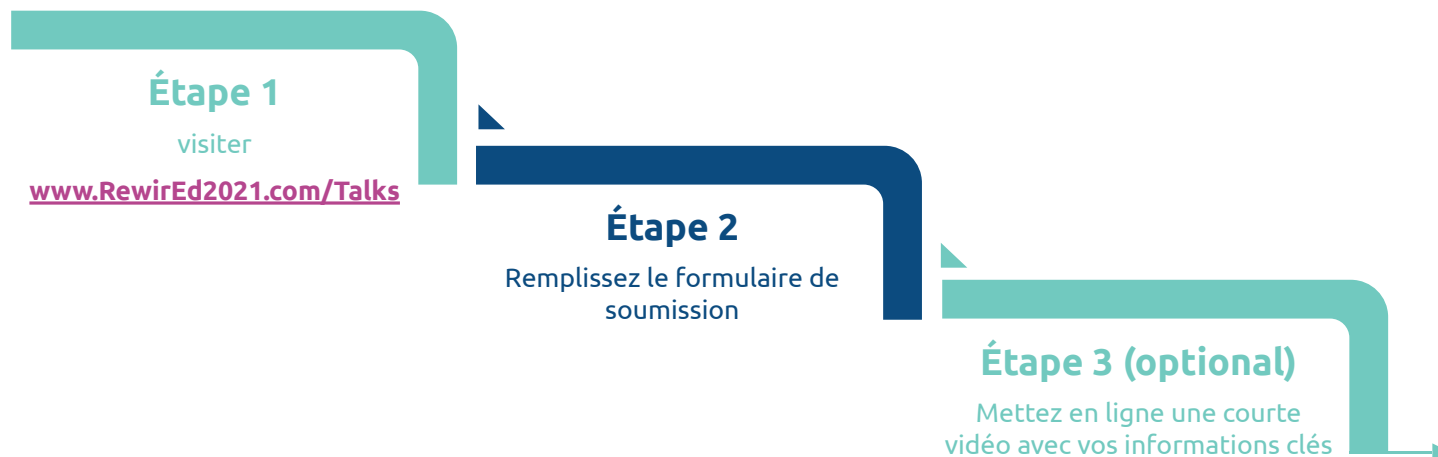 Étape 1
visiter
www.RewirEd2021.com/Talks
Étape 2
Remplissez le formulaire de
soumission
Étape 3 (optional)
Mettez en ligne une courte
vidéo avec vos informations clés